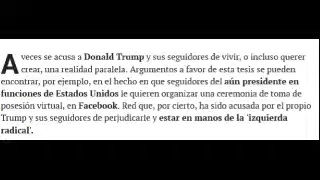 A veces se acusa a Donald Trump y sus seguidores de vivir, o incluso querer
crear, una realidad paralela. Argumentos a favor de esta tesis se pueden
encontrar, por ejemplo, en el hecho en que seguidores del aún presidente en
funciones de Estados Unidos le quieren organizar una ceremonia de toma de
posesión virtual, en Facebook. Red que, por cierto, ha sido acusada por el propio
Trump y sus seguidores de perjudicarle y estar en manos de la 'izquierda
radical'.